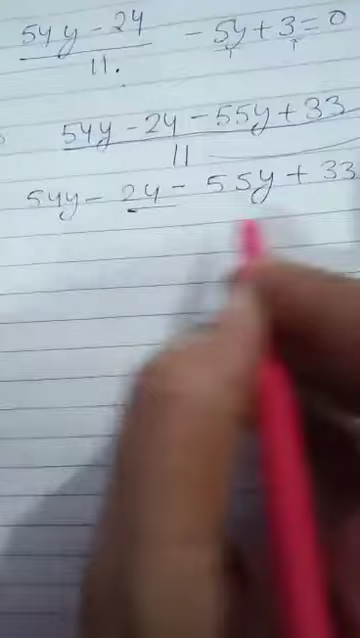 54y - 24 - 5y + 3 = 0
11.
54y - 24 - 55y + 33
11
54y - 24 - 55y + 33